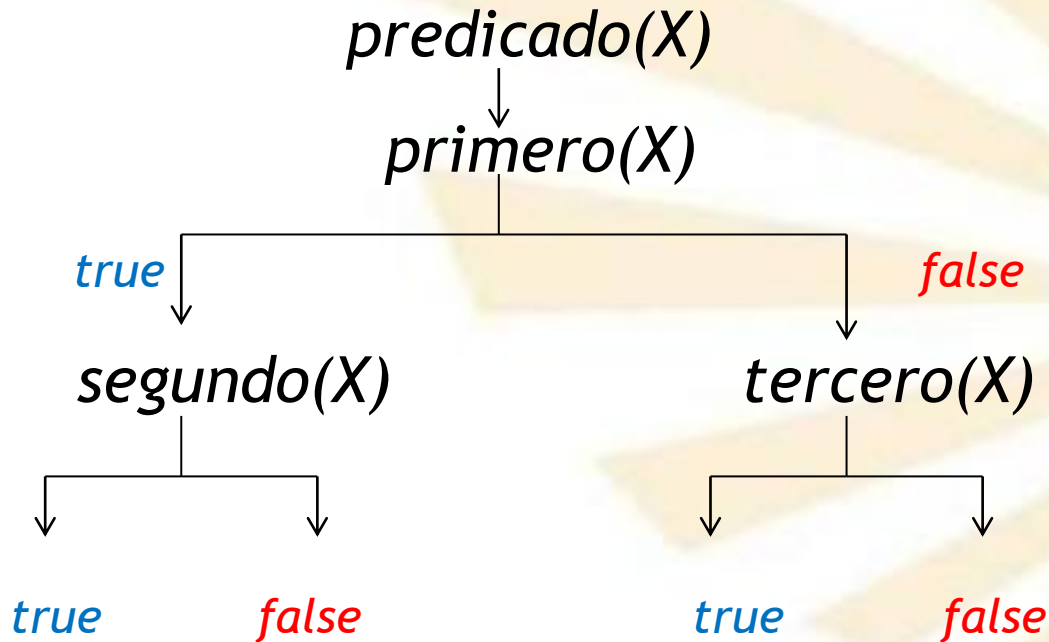 predicado(X)
primero(X)
true false
segundo(X) tercero(X)
true false true false